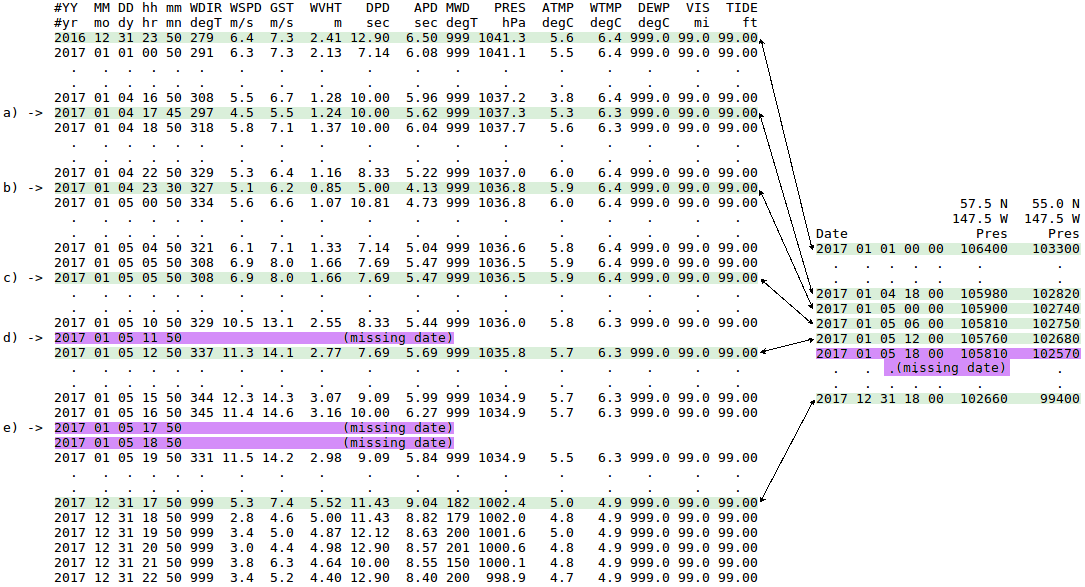 #YY MM DD hh mm WDIR WSPD GST WVHT DPD APD MWD PRES ATMP WTMP DEWP VIS TIDE
#yr mo dy hr mn degT m/s m/s m sec sec degT hPa degC degC degC mi ft
2016 12 31 23 50 279 6.4 7.3 2.41 12.90 6.50 999 1041.3 5.6 6.4 999.0 99.0 99.00
2017 01 01 00 50 291 6.3 7.3 2.13 7.14 6.08 999 1041.1 5.5 6.4 999.0 99.0 99.00
. . . . . . . . . . . . . . . . . .
. . . . . . . . . . . . . . . . . .
2017 01 04 16 50 308 5.5 6.7 1.28 10.00 5.96 999 1037.2 3.8 6.4 999.0 99.0 99.00
a) -> 2017 01 04 17 45 297 4.5 5.5 1.24 10.00 5.62 999 1037.3 5.3 6.3 999.0 99.0 99.00
2017 01 04 18 50 318 5.8 7.1 1.37 10.00 6.04 999 1037.7 5.6 6.3 999.0 99.0 99.00
. . . . . . . . . . . . . . . . . .
. . . . . . . . . . . . . . . . . .
2017 01 04 22 50 329 5.3 6.4 1.16 8.33 5.22 999 1037.0 6.0 6.4 999.0 99.0 99.00
b) -> 2017 01 04 23 30 327 5.1 6.2 0.85 5.00 4.13 999 1036.8 5.9 6.4 999.0 99.0 99.00
2017 01 05 00 50 334 5.6 6.6 1.07 10.81 4.73 999 1036.8 6.0 6.4 999.0 99.0 99.00
. . . . . . . . . . . . . . . . . .
. . . . . . . . . . . . . . . . . .
2017 01 05 04 50 321 6.1 7.1 1.33 7.14 5.04 999 1036.6 5.8 6.4 999.0 99.0 99.00
2017 01 05 05 50 308 6.9 8.0 1.66 7.69 5.47 999 1036.5 5.9 6.4 999.0 99.0 99.00
c) -> 2017 01 05 05 50 308 6.9 8.0 1.66 7.69 5.47 999 1036.5 5.9 6.4 999.0 99.0 99.00
. . . . . . . . . . . . . . . . . .
. . . . . . . . . . . . . . . . . .
2017 01 05 10 50 329 10.5 13.1 2.55 8.33 5.44 999 1036.0 5.8 6.3 999.0 99.0 99.00
d) -> 2017 01 05 11 50 (missing date)
2017 01 05 12 50 337 11.3 14.1 2.77 7.69 5.69 999 1035.8 5.7 6.3 999.0 99.0 99.00
. . . . . . . . . . . . . . . . . .
. . . . . . . . . . . . . . . . . .
2017 01 05 15 50 344 12.3 14.3 3.07 9.09 5.99 999 1034.9 5.7 6.3 999.0 99.0 99.00
2017 01 05 16 50 345 11.4 14.6 3.16 10.00 6.27 999 1034.9 5.7 6.3 999.0 99.0 99.00
e) -> 2017 01 05 17 50 (missing date)
2017 01 05 18 50 (missing date)
2017 01 05 19 50 331 11.5 14.2 2.98 9.09 5.84 999 1034.9 5.5 6.3 999.0 99.0 99.00
. . . . . . . . . . . . . . . . . .
. . . . . . . . . . . . . . . . . .
2017 12 31 17 50 999 5.3 7.4 5.52 11.43 9.04 182 1002.4 5.0 4.9 999.0 99.0 99.00
2017 12 31 18 50 999 2.8 4.6 5.00 11.43 8.82 179 1002.0 4.8 4.9 999.0 99.0 99.00
2017 12 31 19 50 999 3.4 5.0 4.87 12.12 8.63 200 1001.6 5.0 4.9 999.0 99.0 99.00
2017 12 31 20 50 999 3.0 4.4 4.98 12.90 8.57 201 1000.6 4.8 4.9 999.0 99.0 99.00
2017 12 31 21 50 999 3.8 6.3 4.64 10.00 8.55 150 1000.1 4.8 4.9 999.0 99.0 99.00
2017 12 31 22 50 999 3.4 5.2 4.40 12.90 8.40 200 998.9 4.7 4.9 999.0 99.0 99.00
57.5 N 55.0 N
147.5 W 147.5 W
Date Pres Pres
2017 01 01 00 00 106400 103300
. . . . . . .
. . . . . . .
2017 01 04 18 00 105980 102820
2017 01 05 00 00 105900 102740
2017 01 05 06 00 105810 102750
2017 01 05 12 00 105760 102680
2017 01 05 18 00 105810 102570
. . .(missing date) .
. . . . . . .
2017 12 31 18 00 102660 99400